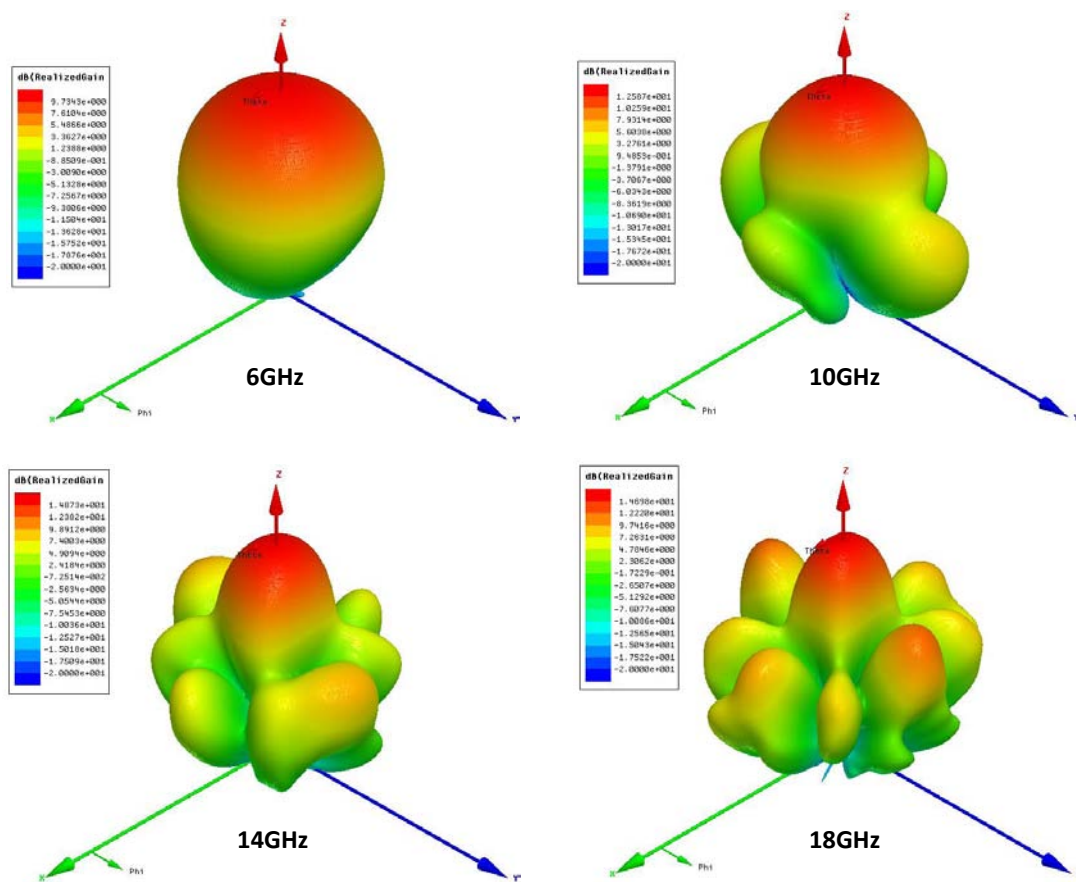 Z
dB(RealizedGain
9.7343e+000
7.6104e+000
5.4866e+000
3.3627e+000
1.2388e+000
-8.8509e-001
-3.0090e+000
-5.1328e+000
-7.2567e+000
-9.3806e+000
-1.1504e+001
-1.3628e+001
-1.5752e+001
-1.7876e+001
-2.0000e+001
Theta
X
Phi
Y
6GHz
Z
dB(RealizedGain
1.2587e+001
1.0259e+001
7.9314e+000
5.6038e+000
3.2761e+000
9.4853e-001
-1.3791e+000
-3.7067e+000
-6.0343e+000
-8.3619e+000
-1.0690e+001
-1.3017e+001
-1.5345e+001
-1.7672e+001
-2.0000e+001
Theta
X
Phi
10GHz
Z
dB(RealizedGain
1.4873e+001
1.2382e+001
9.8912e+000
7.4003e+000
4.9094e+000
2.4184e+000
-7.2514e-002
-2.5634e+000
-5.0544e+000
-7.5453e+000
-1.0036e+001
-1.2527e+001
-1.5018e+001
-1.7509e+001
-2.0000e+001
Theta
X
Phi
Y
14GHz
Z
dB(RealizedGain
1.4698e+001
1.2220e+001
9.7416e+000
7.2631e+000
4.7846e+000
2.3062e+000
-1.7229e-001
-2.6507e+000
-5.1292e+000
-7.6077e+000
-1.0086e+001
-1.2565e+001
-1.5043e+001
-1.7522e+001
-2.0000e+001
Theta
X
Phi
18GHz